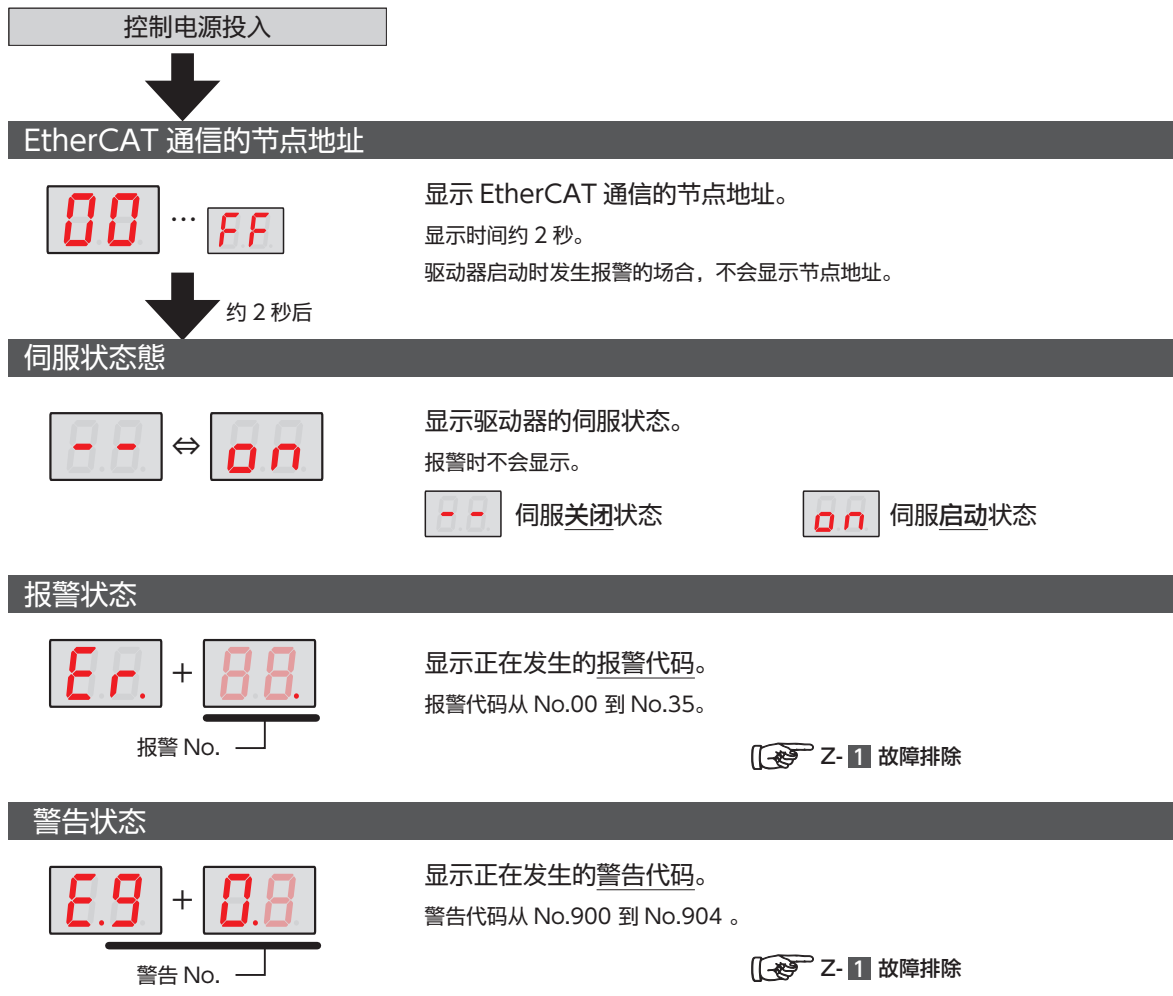 控制电源投入
EtherCAT 通信的节点地址
00 … FF
显示 EtherCAT 通信的节点地址。
显示时间约 2 秒。
驱动器启动时发生报警的场合，不会显示节点地址。
约 2 秒后
伺服状态態
-- ⇔ on
显示驱动器的伺服状态。
报警时不会显示。
-- 伺服关闭状态
on 伺服启动状态
报警状态
Er. + 88.
显示正在发生的报警代码。
报警代码从 No.00 到 No.35。
报警 No.
Z- 1 故障排除
警告状态
E.9 + 0.8
显示正在发生的警告代码。
警告代码从 No.900 到 No.904 。
警告 No.
Z- 1 故障排除